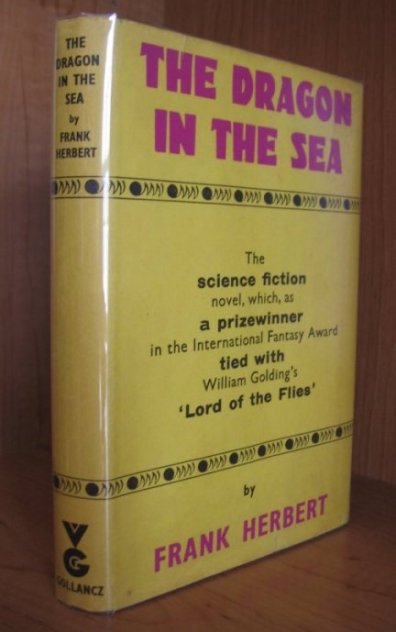 THE
DRAGON
IN THE
SEA
by
FRANK
HERBERT
VG
GOLLANCZ
THE DRAGON
IN THE SEA
The
science fiction
novel, which, as
a prizewinner
in the International Fantasy Award
tied with
William Golding's
'Lord of the Flies'
by
FRANK HERBERT